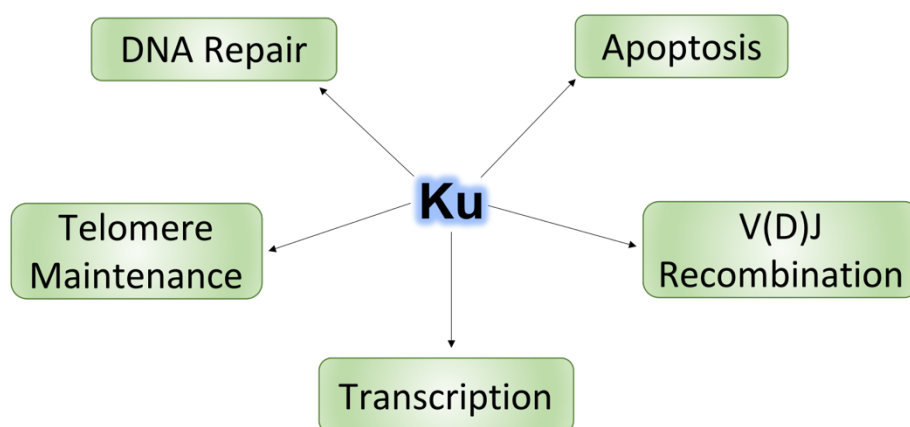 DNA Repair
Apoptosis
Ku
Telomere
Maintenance
V(D)J
Recombination
Transcription